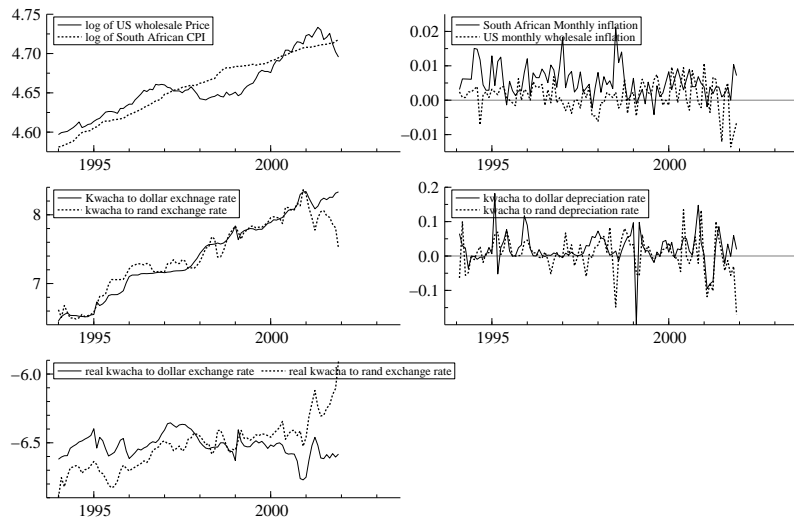 4.75
log of US wholesale Price
log of South African CPI
4.70
4.65
4.60
1995
2000
0.02
South African Monthly inflation
US monthly wholesale inflation
0.01
0.00
−0.01
1995
2000
Kwacha to dollar exchnage rate
kwacha to rand exchange rate
8
7
1995
2000
0.2
kwacha to dollar depreciation rate
kwacha to rand depreciation rate
0.1
0.0
−0.1
1995
2000
−6.0
real kwacha to dollar exchange rate
real kwacha to rand exchange rate
−6.5
1995
2000